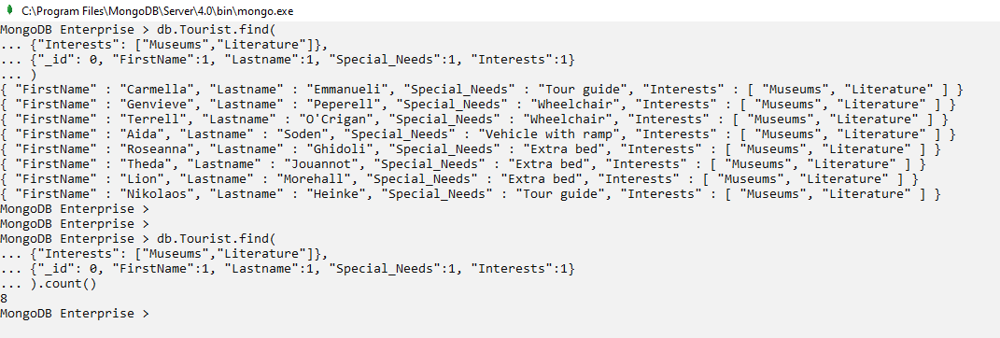 C:\Program Files\MongoDB\Server\4.0\bin\mongo.exe
MongoDB Enterprise > db.Tourist.find(
... {"Interests": ["Museums","Literature"]},
... {"_id": 0, "FirstName":1, "Lastname":1, "Special_Needs":1, "Interests":1}
... )
{ "FirstName" : "Carmella", "Lastname" : "Emmanueli", "Special_Needs" : "Tour guide", "Interests" : [ "Museums", "Literature" ] }
{ "FirstName" : "Genvieve", "Lastname" : "Peperell", "Special_Needs" : "Wheelchair", "Interests" : [ "Museums", "Literature" ] }
{ "FirstName" : "Terrell", "Lastname" : "O'Crigan", "Special_Needs" : "Wheelchair", "Interests" : [ "Museums", "Literature" ] }
{ "FirstName" : "Aida", "Lastname" : "Soden", "Special_Needs" : "Vehicle with ramp", "Interests" : [ "Museums", "Literature" ] }
{ "FirstName" : "Roseanna", "Lastname" : "Ghidoli", "Special_Needs" : "Extra bed", "Interests" : [ "Museums", "Literature" ] }
{ "FirstName" : "Theda", "Lastname" : "Jouannot", "Special_Needs" : "Extra bed", "Interests" : [ "Museums", "Literature" ] }
{ "FirstName" : "Lion", "Lastname" : "Morehall", "Special_Needs" : "Extra bed", "Interests" : [ "Museums", "Literature" ] }
{ "FirstName" : "Nikolaos", "Lastname" : "Heinke", "Special_Needs" : "Tour guide", "Interests" : [ "Museums", "Literature" ] }
MongoDB Enterprise >
MongoDB Enterprise >
MongoDB Enterprise > db.Tourist.find(
... {"Interests": ["Museums","Literature"]},
... {"_id": 0, "FirstName":1, "Lastname":1, "Special_Needs":1, "Interests":1}
... ).count()
8
MongoDB Enterprise >